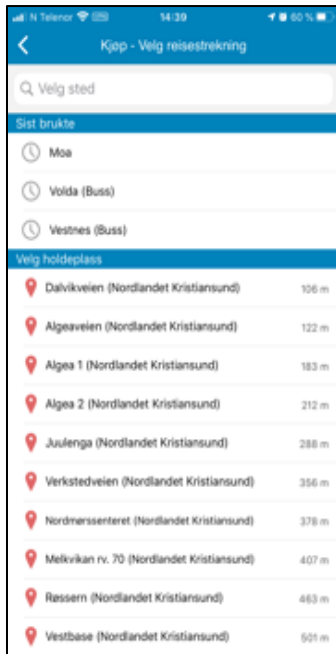 N Telenor 14:39 60 %
Kjøp - Velg reisestrekning
Velg sted
Sist brukte
Moa
Volda (Buss)
Vestnes (Buss)
Velg holdeplass
Dalvikveien (Nordlandet Kristiansund) 106 m
Algeaveien (Nordlandet Kristiansund) 122 m
Algea 1 (Nordlandet Kristiansund) 183 m
Algea 2 (Nordlandet Kristiansund) 212 m
Juulenga (Nordlandet Kristiansund) 288 m
Verkstedveien (Nordlandet Kristiansund) 356 m
Nordmørssenteret (Nordlandet Kristiansund) 378 m
Melkvikan rv. 70 (Nordlandet Kristiansund) 407 m
Røssern (Nordlandet Kristiansund) 463 m
Vestbase (Nordlandet Kristiansund) 501 m